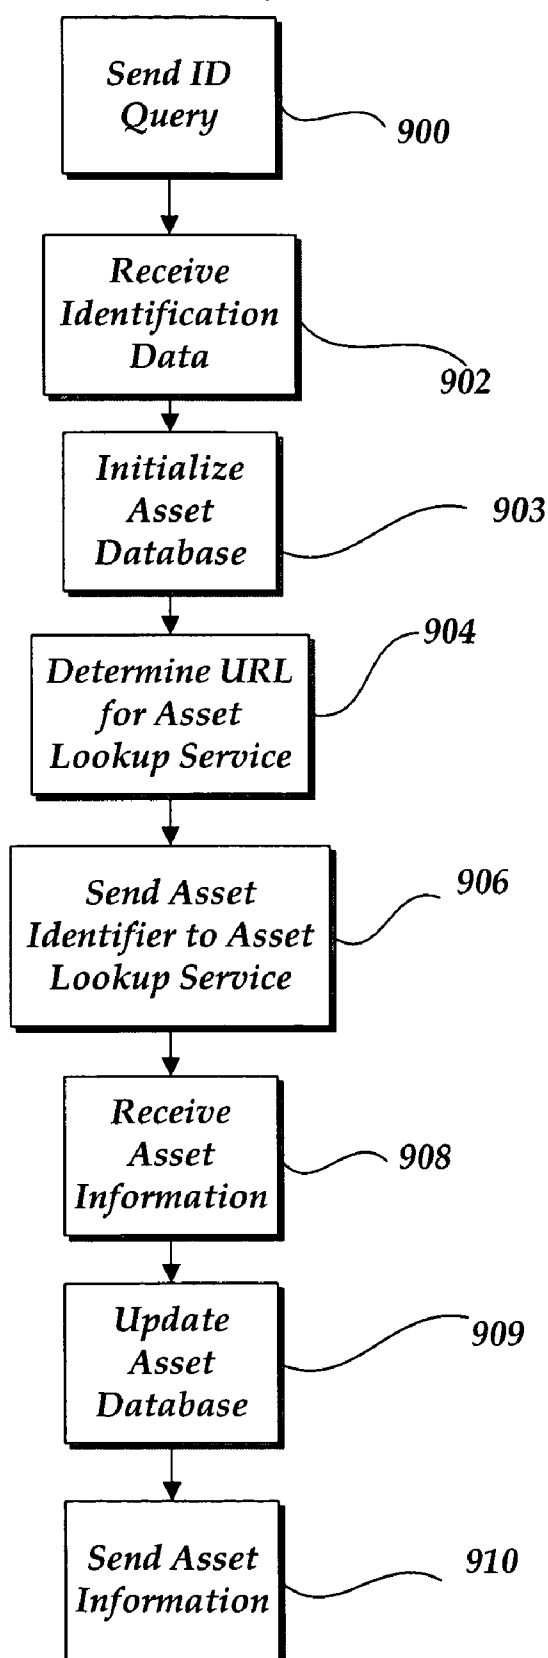 Send ID
Query
900
Receive
Identification
Data
902
Initialize
Asset
Database
903
Determine URL
for Asset
Lookup Service
904
Send Asset
Identifier to Asset
Lookup Service
906
Receive
Asset
Information
908
Update
Asset
Database
909
Send Asset
Information
910